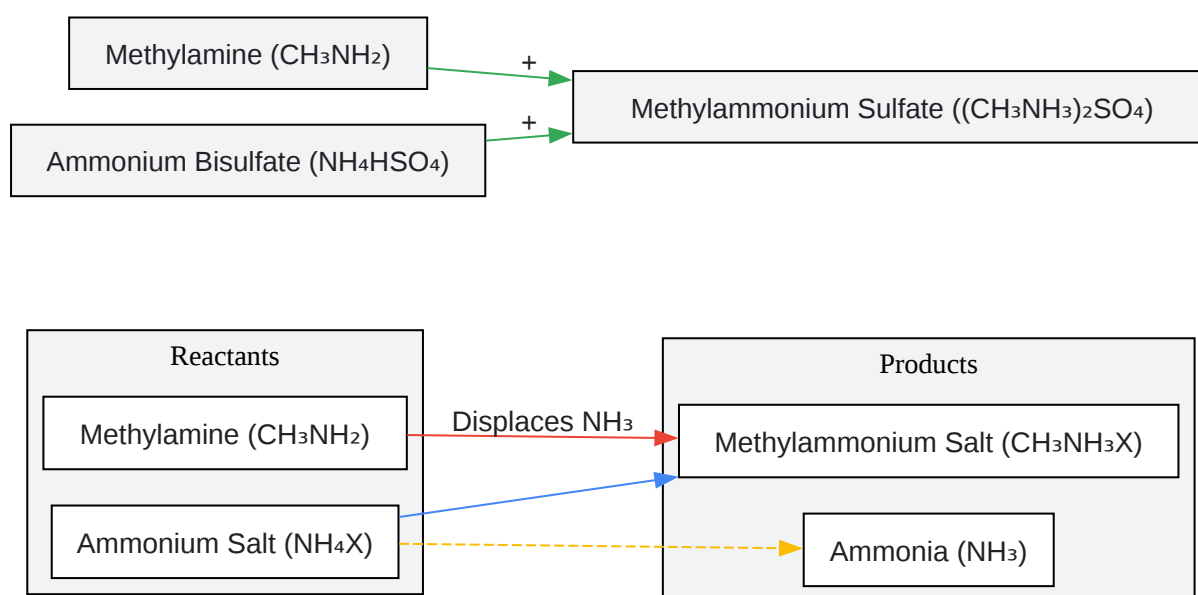 Methylamine (CH₃NH₂)
+
Methylammonium Sulfate ((CH₃NH₃)₂SO₄)
+
Ammonium Bisulfate (NH₄HSO₄)
Reactants
Products
Methylamine (CH₃NH₂)
Displaces NH₃
Methylammonium Salt (CH₃NH₃X)
Ammonium Salt (NH₄X)
Ammonia (NH₃)